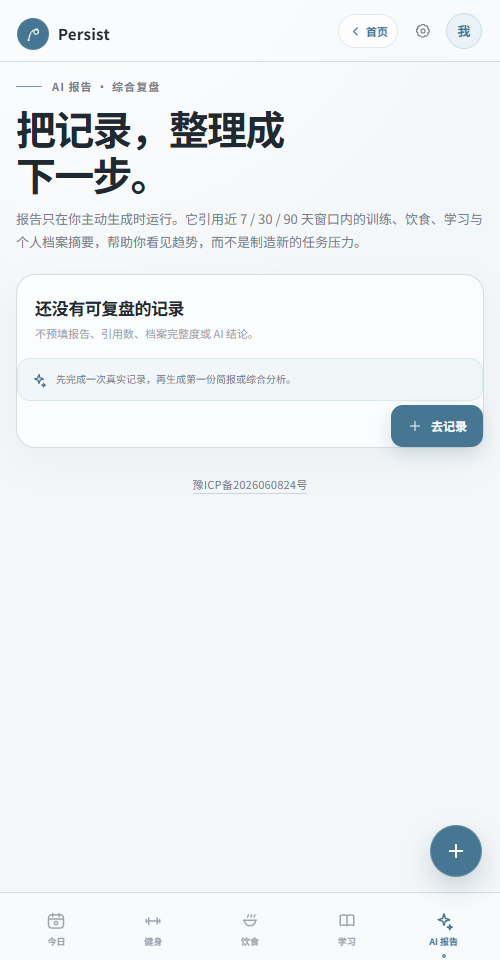 Persist
首页
我
AI 报告 · 综合复盘
把记录，整理成
下一步。
报告只在你主动生成时运行。它引用近 7 / 30 / 90 天窗口内的训练、饮食、学习与
个人档案摘要，帮助你看见趋势，而不是制造新的任务压力。
还没有可复盘的记录
不预填报告、引用数、档案完整度或 AI 结论。
先完成一次真实记录，再生成第一份简报或综合分析。
去记录
豫ICP备2026060824号
今日
健身
饮食
学习
AI 报告